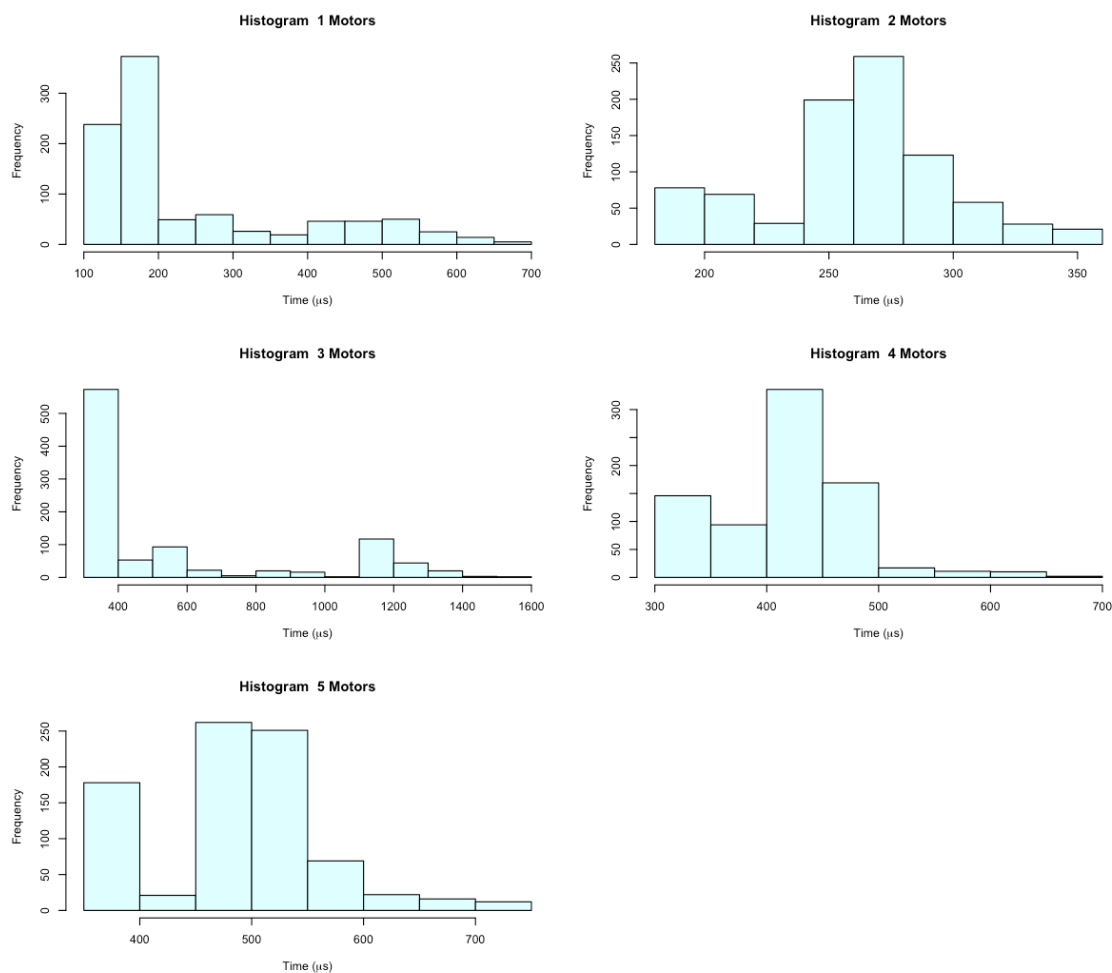 Histogram  1 Motors
Frequency
0 100 200 300
100 200 300 400 500 600 700
Time (μs)
Histogram  2 Motors
Frequency
0 50 100 150 200 250
200 250 300 350
Time (μs)
Histogram  3 Motors
Frequency
0 100 200 300 400 500
400 600 800 1000 1200 1400 1600
Time (μs)
Histogram  4 Motors
Frequency
0 50 100 200 300
300 400 500 600 700
Time (μs)
Histogram  5 Motors
Frequency
0 50 100 150 200 250
400 500 600 700
Time (μs)